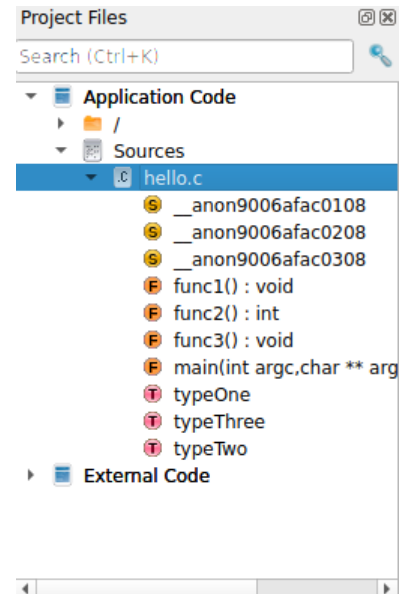 Project Files
Search (Ctrl+K)
Application Code
/
Sources
.C hello.c
S __anon9006afac0108
S __anon9006afac0208
S __anon9006afac0308
F func1() : void
F func2() : int
F func3() : void
F main(int argc,char ** arg
T typeOne
T typeThree
T typeTwo
External Code